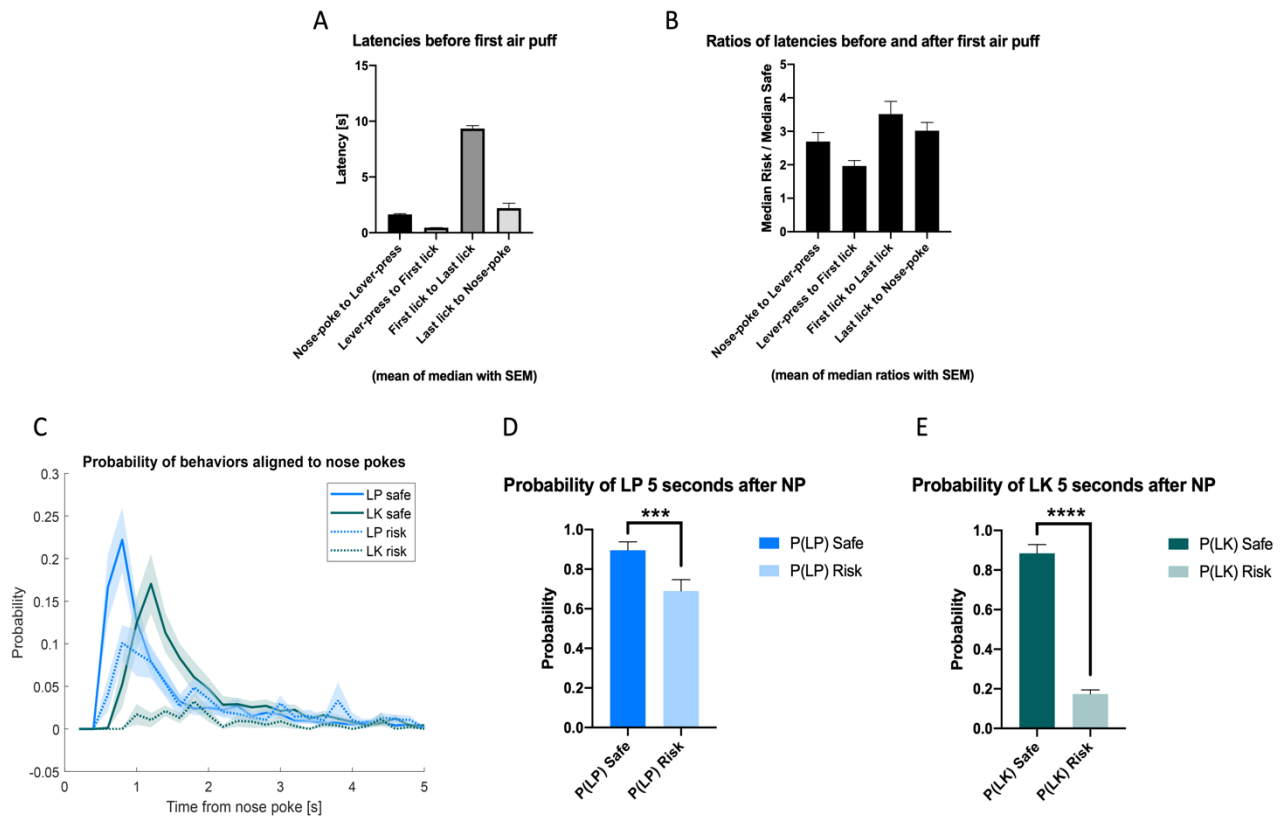 A
Latencies before first air puff
15
10
5
0
Latency [s]
Nose-poke to Lever-press
Lever-press to First lick
First lick to Last lick
Last lick to Nose-poke
(mean of median with SEM)
B
Ratios of latencies before and after first air puff
5
4
3
2
1
0
Median Risk / Median Safe
Nose-poke to Lever-press
Lever-press to First lick
First lick to Last lick
Last lick to Nose-poke
(mean of median ratios with SEM)
C
Probability of behaviors aligned to nose pokes
0.3
0.25
0.2
0.15
0.1
0.05
0
-0.05
Probability
LP safe
LK safe
LP risk
LK risk
0 1 2 3 4 5
Time from nose poke [s]
D
Probability of LP 5 seconds after NP
1.0
0.8
0.6
0.4
0.2
0.0
Probability
***
P(LP) Safe
P(LP) Risk
P(LP) Safe
P(LP) Risk
E
Probability of LK 5 seconds after NP
1.0
0.8
0.6
0.4
0.2
0.0
Probability
****
P(LK) Safe
P(LK) Risk
P(LK) Safe
P(LK) Risk